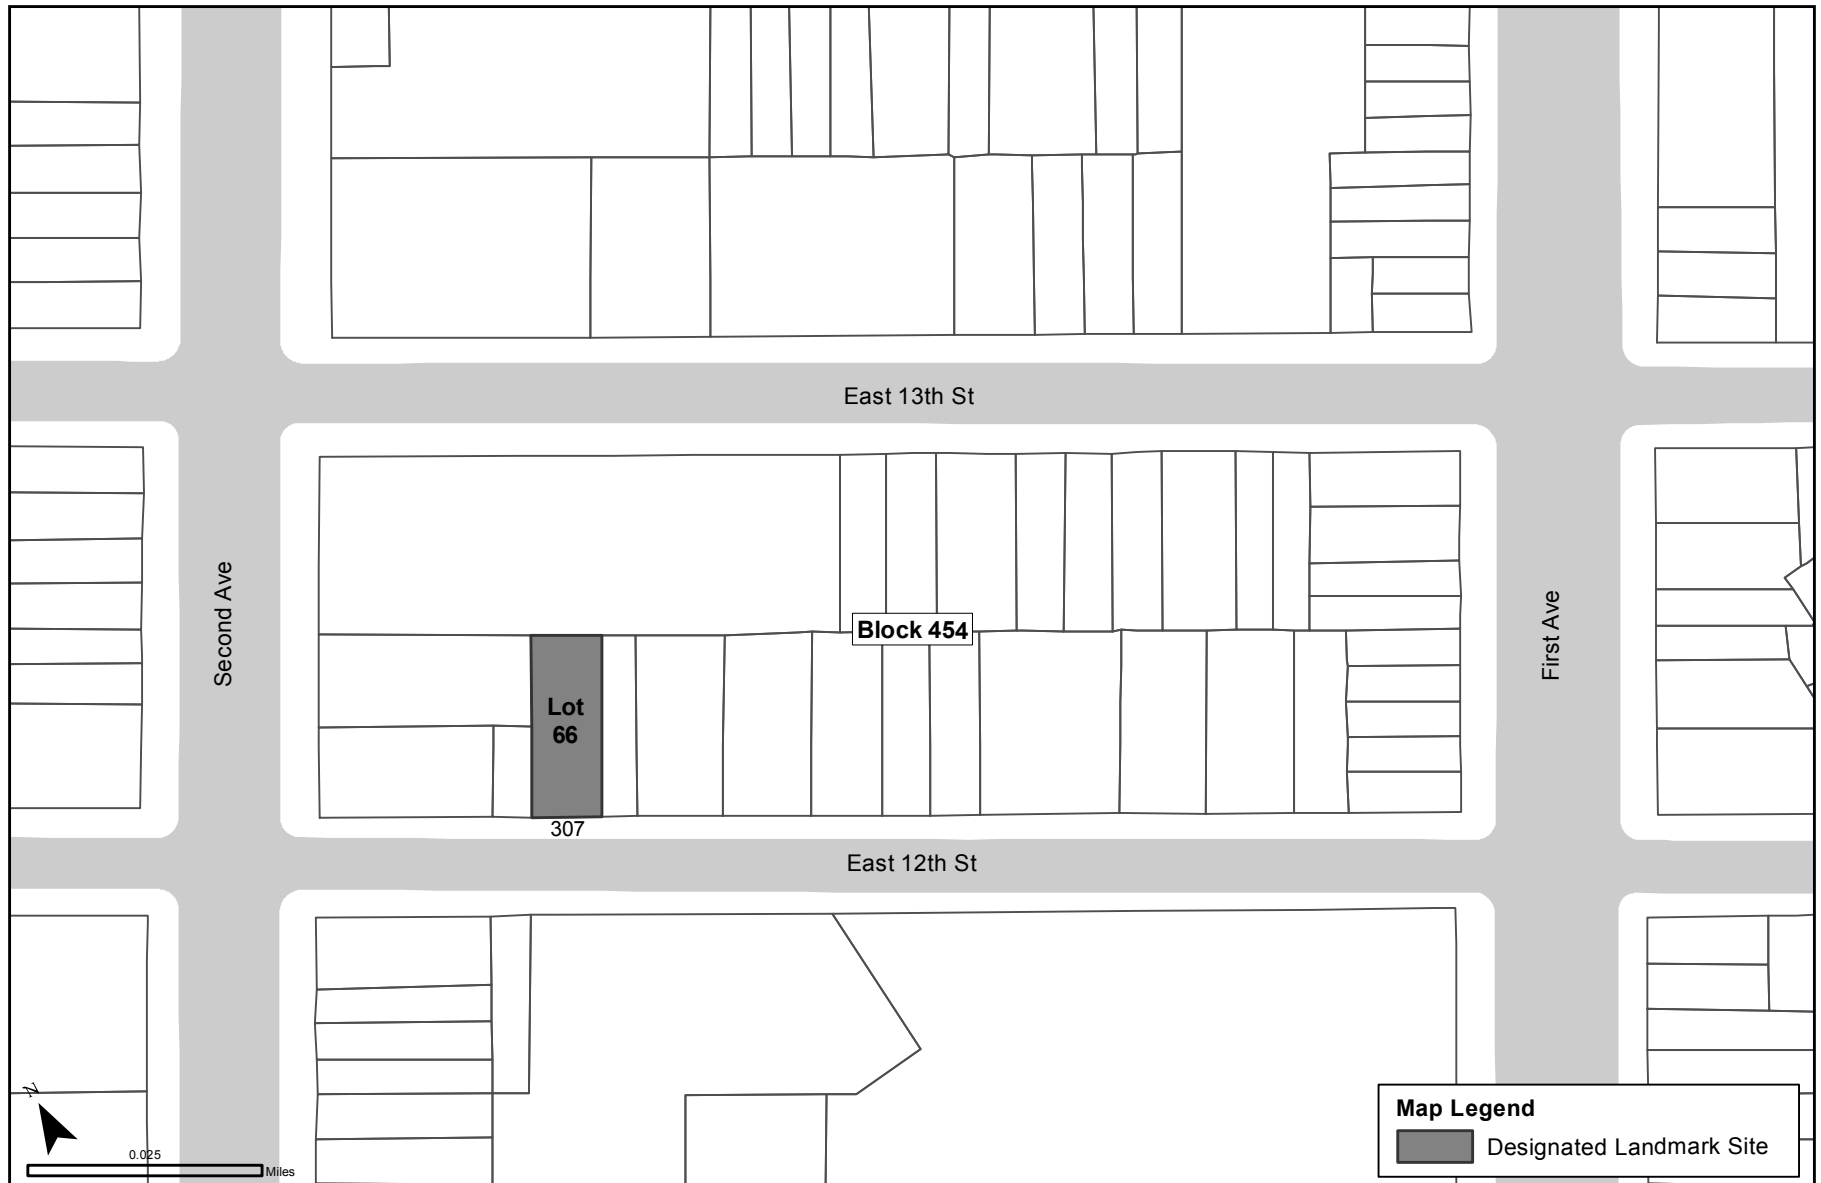 East 13th St
Second Ave
First Ave
Block 454
Lot
66
307
East 12th St
N
0.025
Miles
Map Legend
Designated Landmark Site